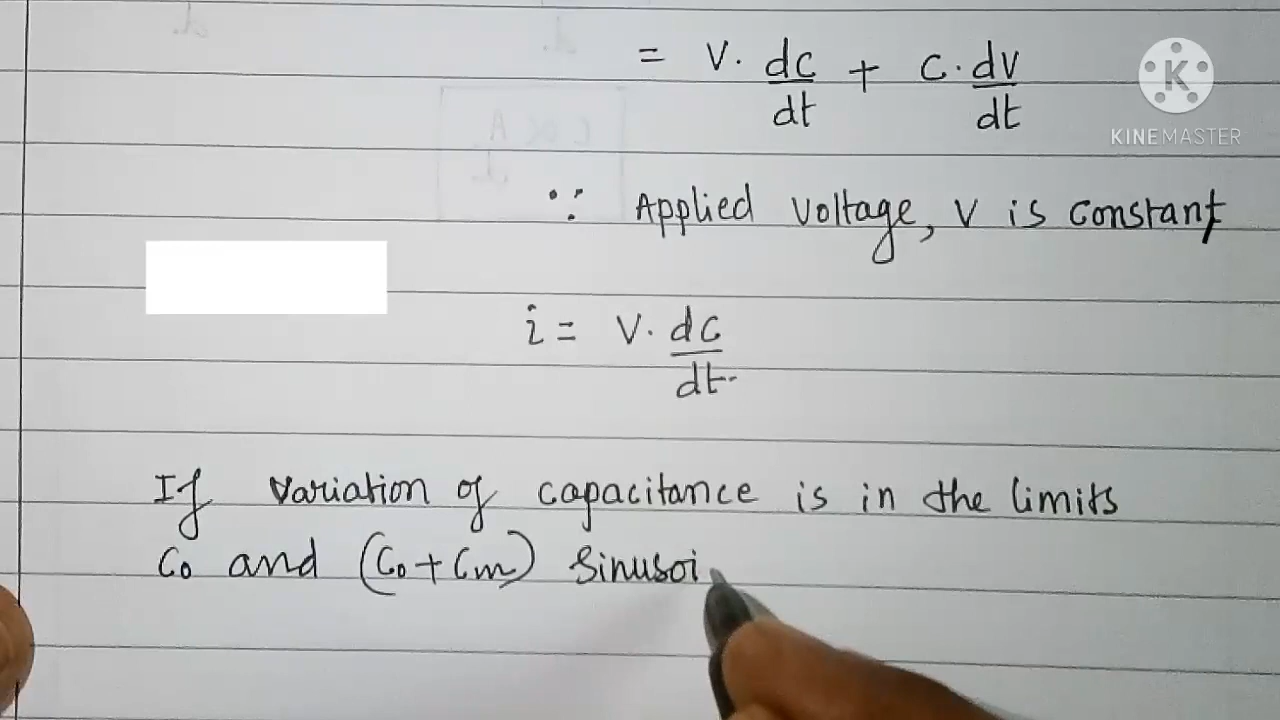 = V. dc/dt + C. dv/dt
K
KINEMASTER
∵ Applied Voltage, V is constant
i = V. dc/dt
If variation of capacitance is in the limits
C0 and (C0 + Cm) sinusoi